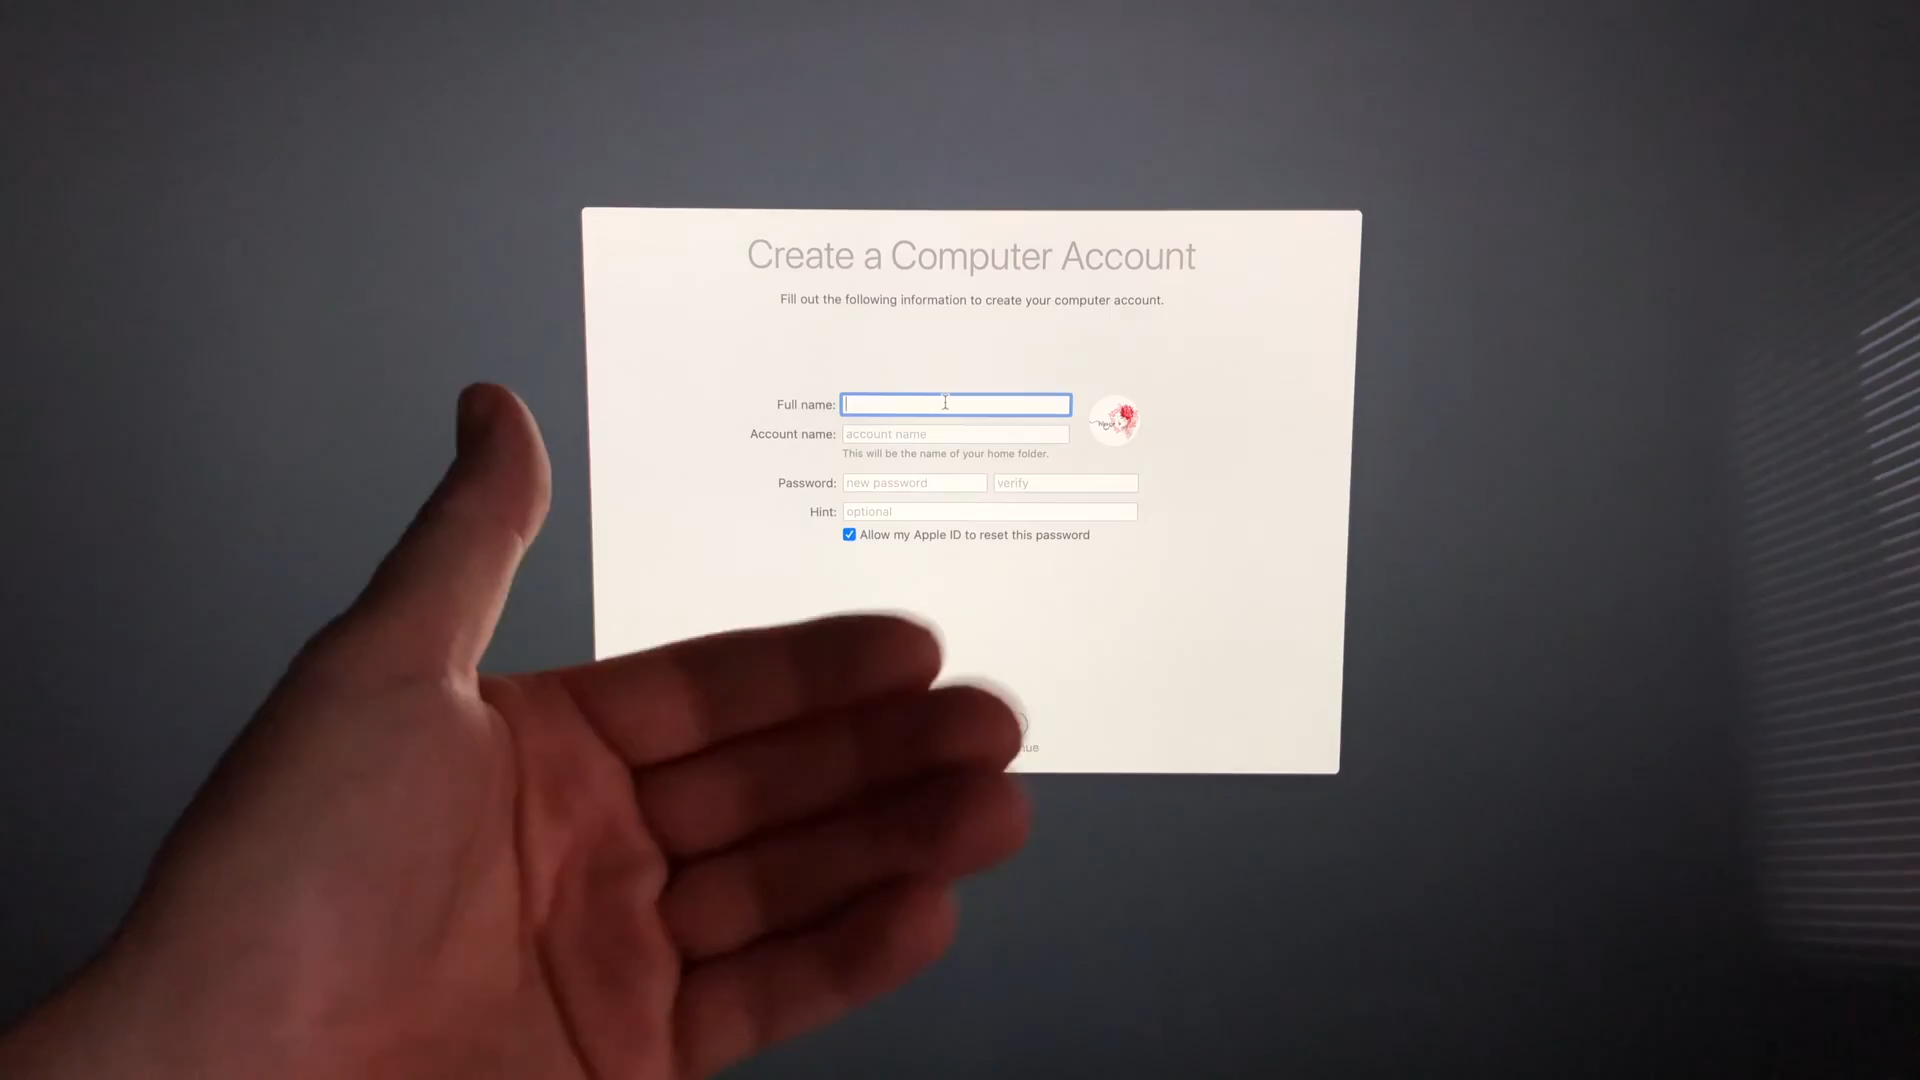 Create a Computer Account
Fill out the following information to create your computer account.
Full name:
Account name: account name
This will be the name of your home folder.
Password: new password verify
Hint: optional
Allow my Apple ID to reset this password